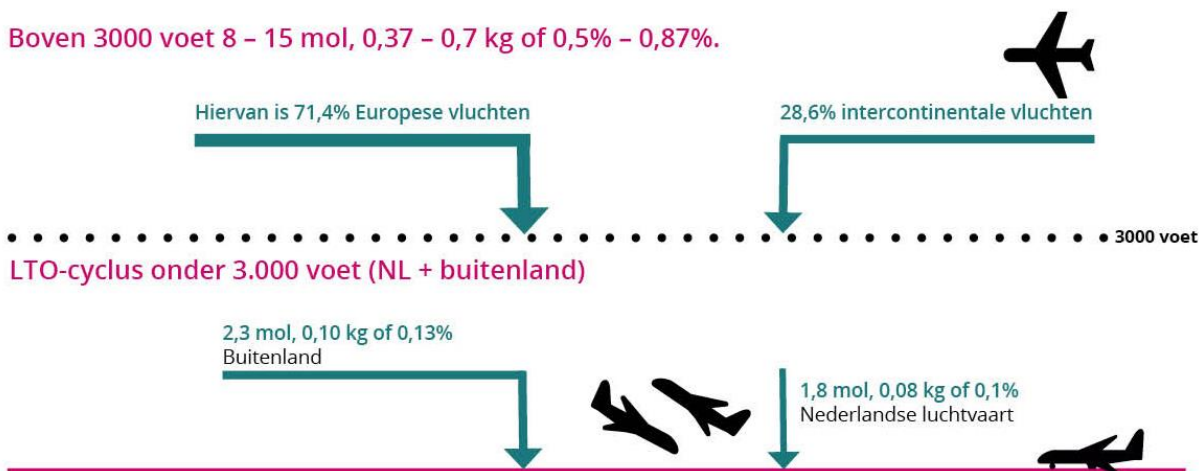 Boven 3000 voet 8 – 15 mol, 0,37 – 0,7 kg of 0,5% – 0,87%.
Hiervan is 71,4% Europese vluchten
28,6% intercontinentale vluchten
3000 voet
LTO-cyclus onder 3.000 voet (NL + buitenland)
2,3 mol, 0,10 kg of 0,13%
Buitenland
1,8 mol, 0,08 kg of 0,1%
Nederlandse luchtvaart